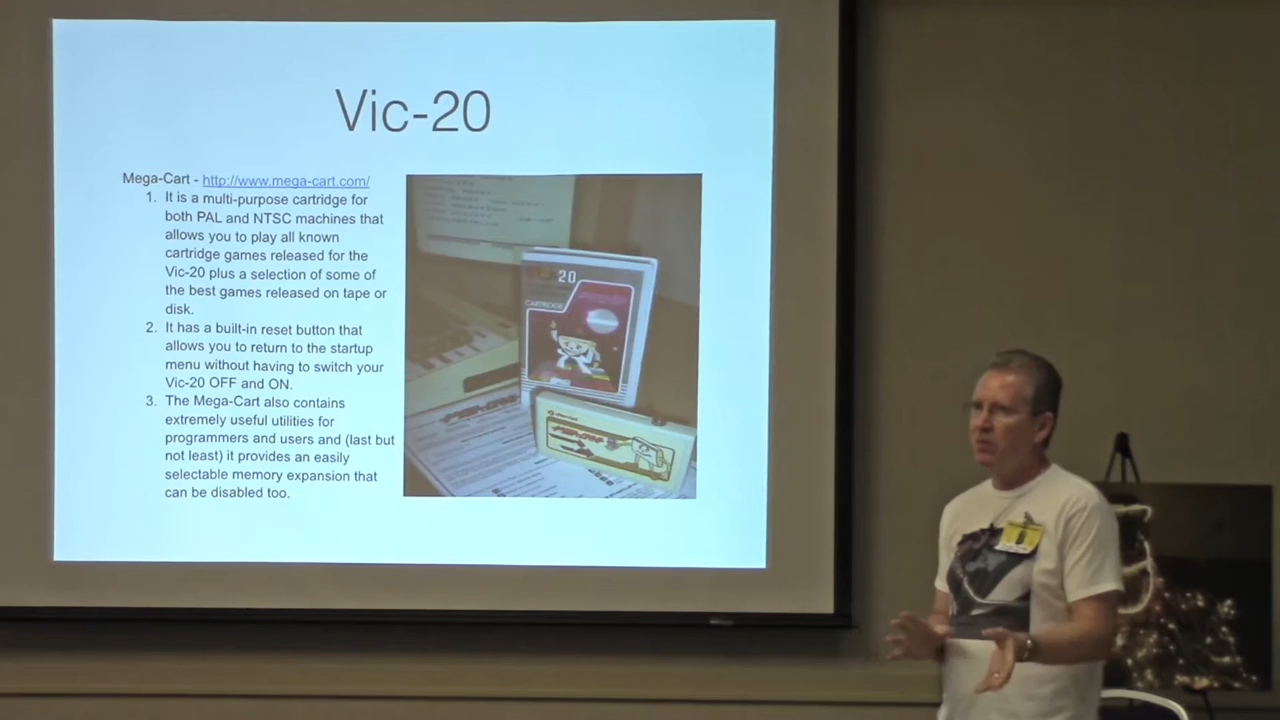 Vic-20
Mega-Cart - http://www.mega-cart.com/
1. It is a multi-purpose cartridge for
both PAL and NTSC machines that
allows you to play all known
cartridge games released for the
Vic-20 plus a selection of some of
the best games released on tape or
disk.
2. It has a built-in reset button that
allows you to return to the startup
menu without having to switch your
Vic-20 OFF and ON.
3. The Mega-Cart also contains
extremely useful utilities for
programmers and users and (last but
not least) it provides an easily
selectable memory expansion that
can be disabled too.
20
CARTRIDGE